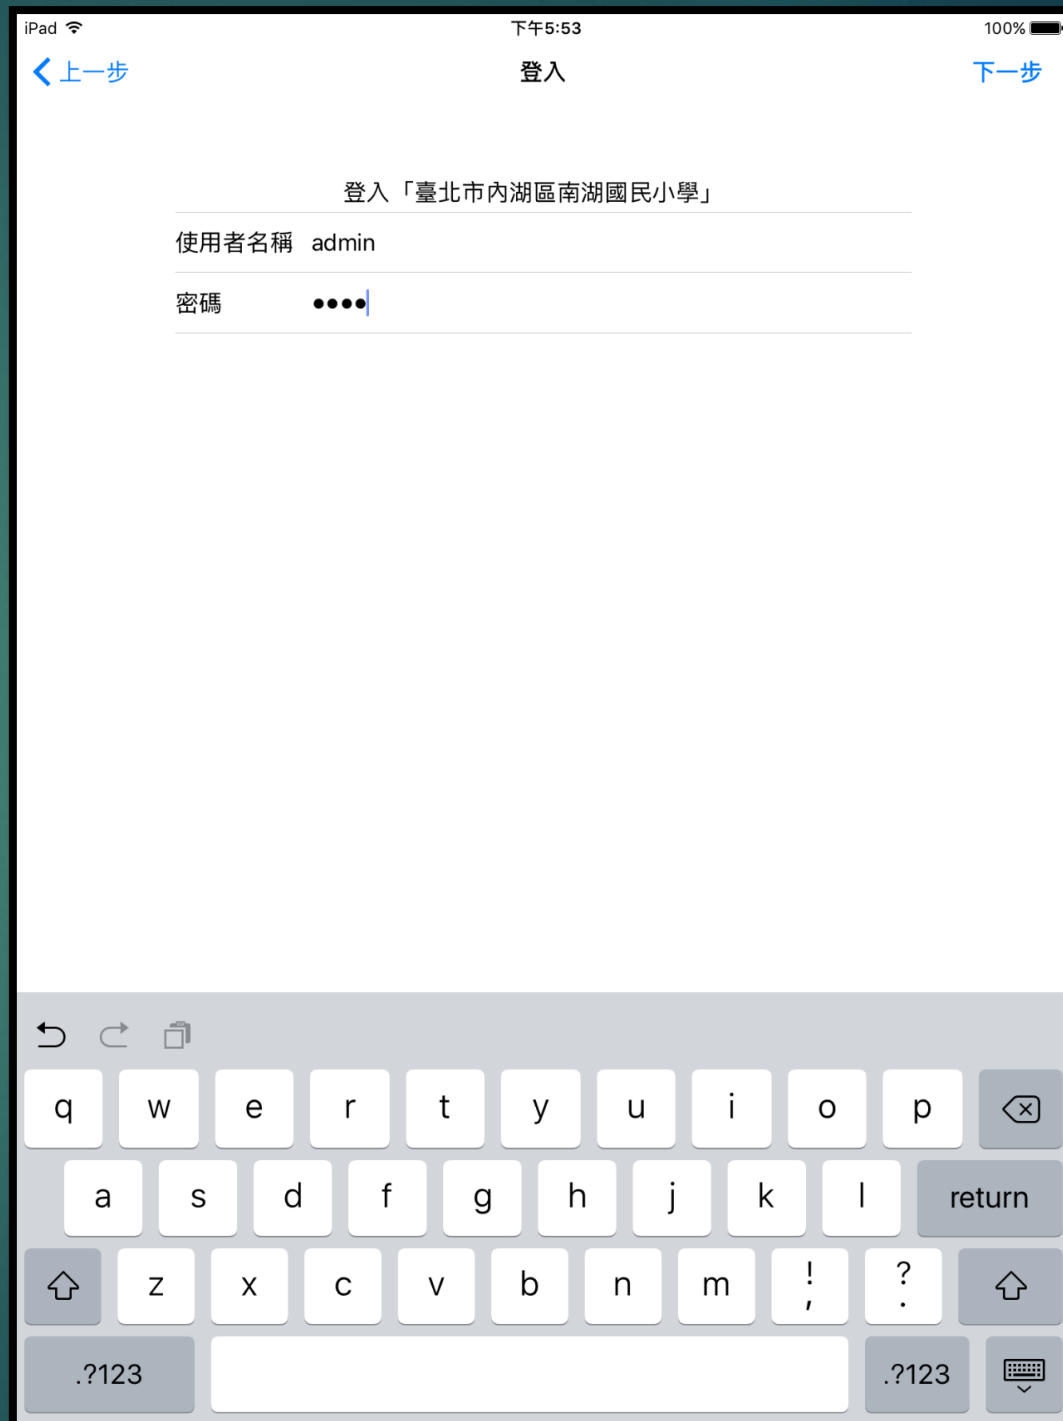 iPad 下午5:53 100%
上一步 登入 下一步
登入「臺北市內湖區南湖國民小學」
使用者名稱 admin
密碼 ••••
q w e r t y u i o p
a s d f g h j k l return
z x c v b n m ! , ? .
.?123 .?123